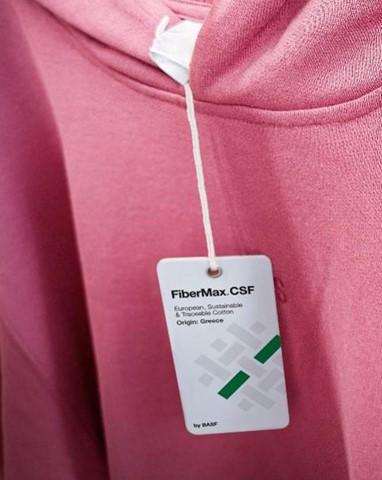 FiberMax.CSF
European, Sustainable
& Traceable Cotton
Origin: Greece
by BASF